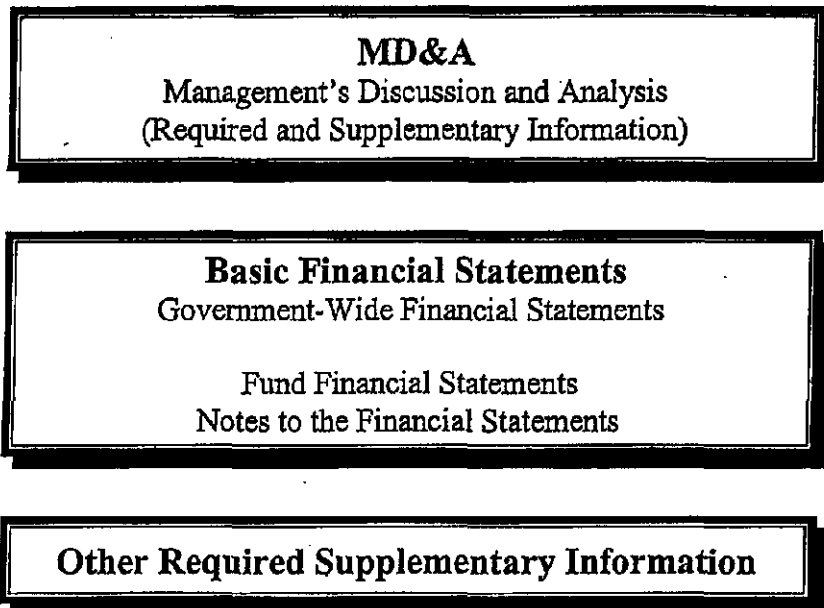 MD&A
Management's Discussion and Analysis
(Required and Supplementary Information)
Basic Financial Statements
Government-Wide Financial Statements
Fund Financial Statements
Notes to the Financial Statements
Other Required Supplementary Information